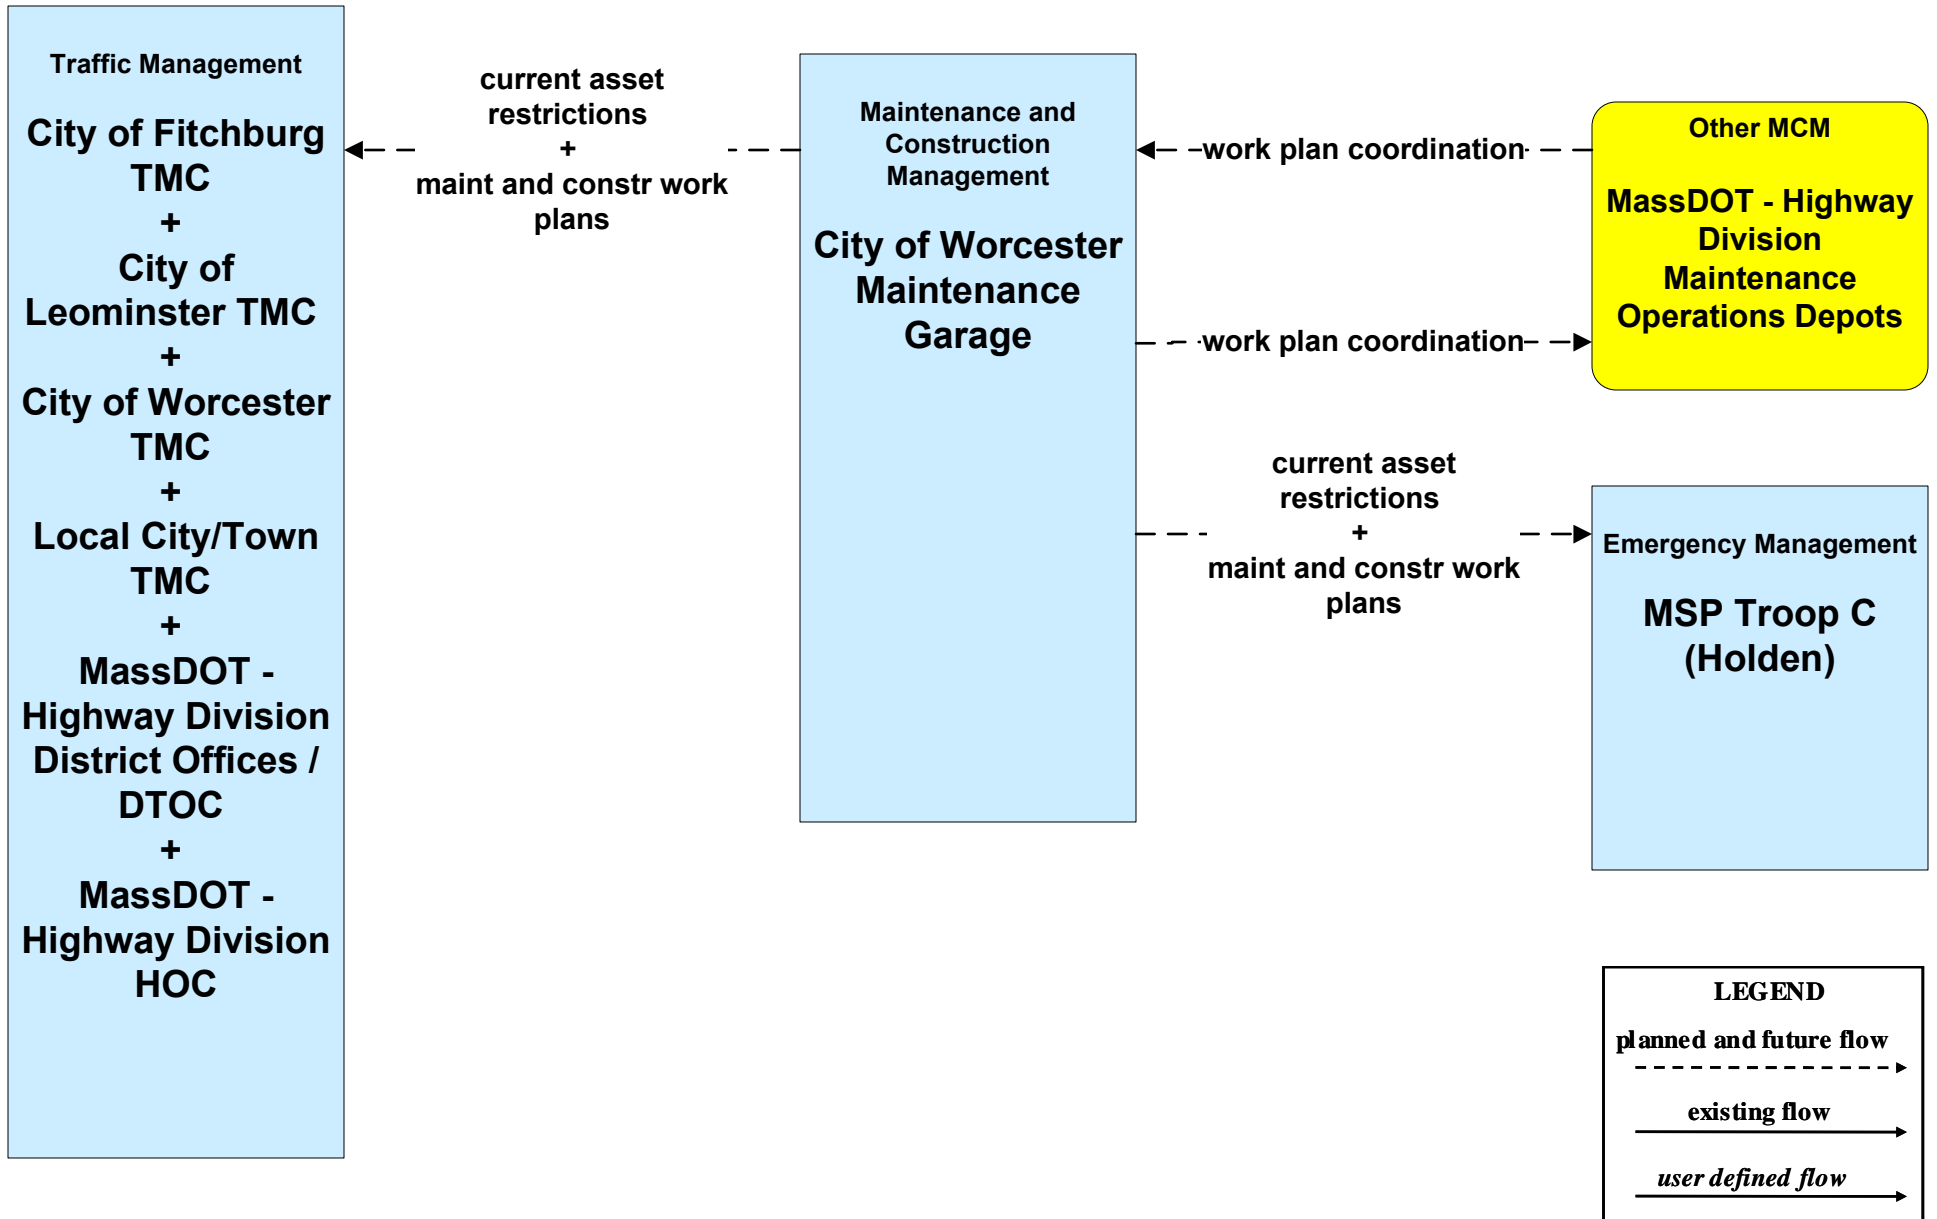 Traffic Management
City of Fitchburg
TMC
+
City of
Leominster TMC
+
City of Worcester
TMC
+
Local City/Town
TMC
+
MassDOT -
Highway Division
District Offices /
DTOC
+
MassDOT -
Highway Division
HOC
current asset
restrictions
+
maint and constr work
plans
Maintenance and
Construction
Management
City of Worcester
Maintenance
Garage
work plan coordination
work plan coordination
current asset
restrictions
+
maint and constr work
plans
Other MCM
MassDOT - Highway
Division
Maintenance
Operations Depots
Emergency Management
MSP Troop C
(Holden)
LEGEND
planned and future flow
existing flow
user defined flow